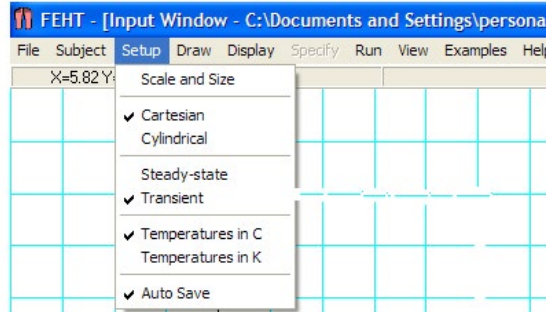 FEHT - [Input Window - C:\Documents and Settings\persona
File Subject Setup Draw Display Specify Run View Examples Help
X=5.82 Y=
Scale and Size
Cartesian
Cylindrical
Steady-state
Transient
Temperatures in C
Temperatures in K
Auto Save